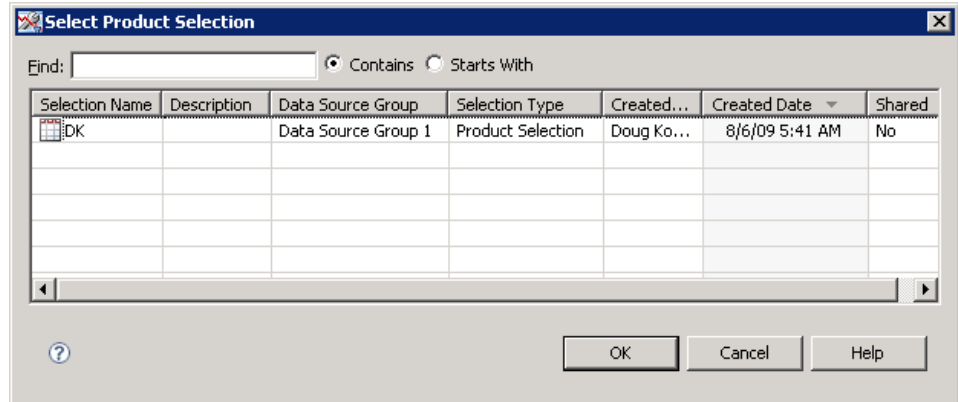 Select Product Selection
Find: Contains Starts With
Selection Name Description Data Source Group Selection Type Created... Created Date Shared
DK Data Source Group 1 Product Selection Doug Ko... 8/6/09 5:41 AM No
? OK Cancel Help